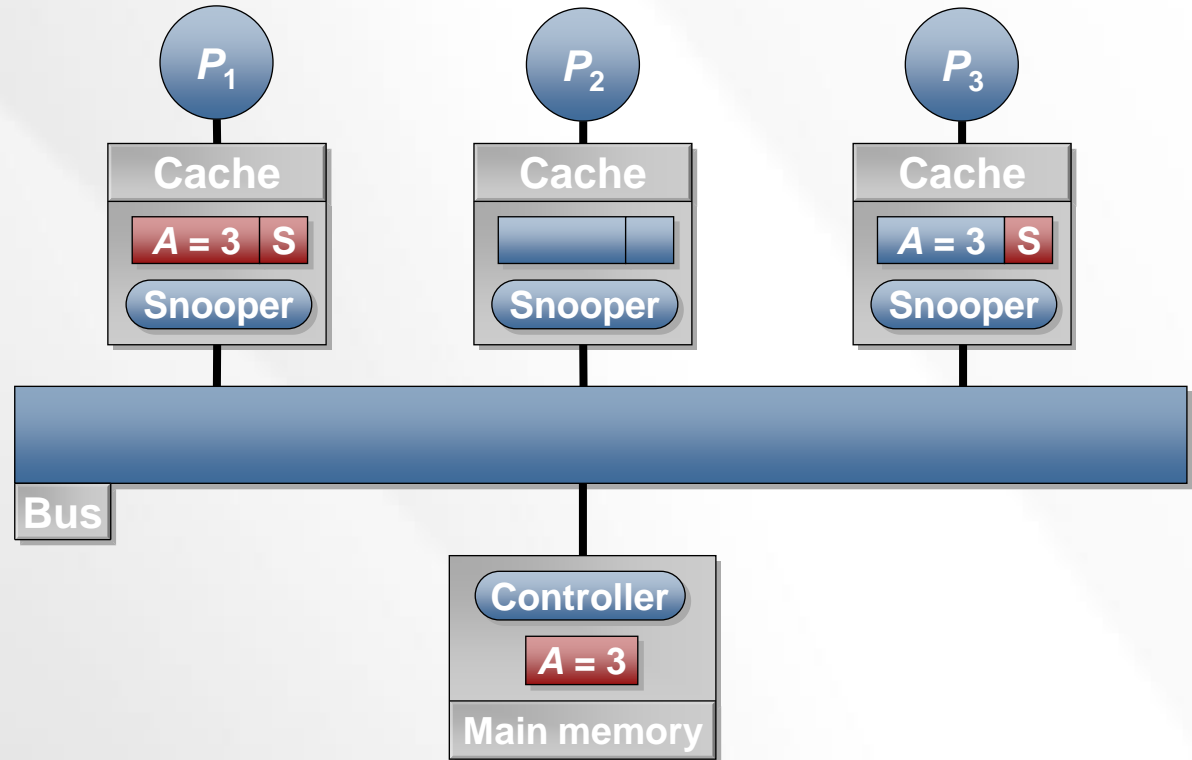 P1 P2 P3
Cache Cache Cache
A = 3 S A = 3 S
Snooper Snooper Snooper
Bus
Controller
A = 3
Main memory